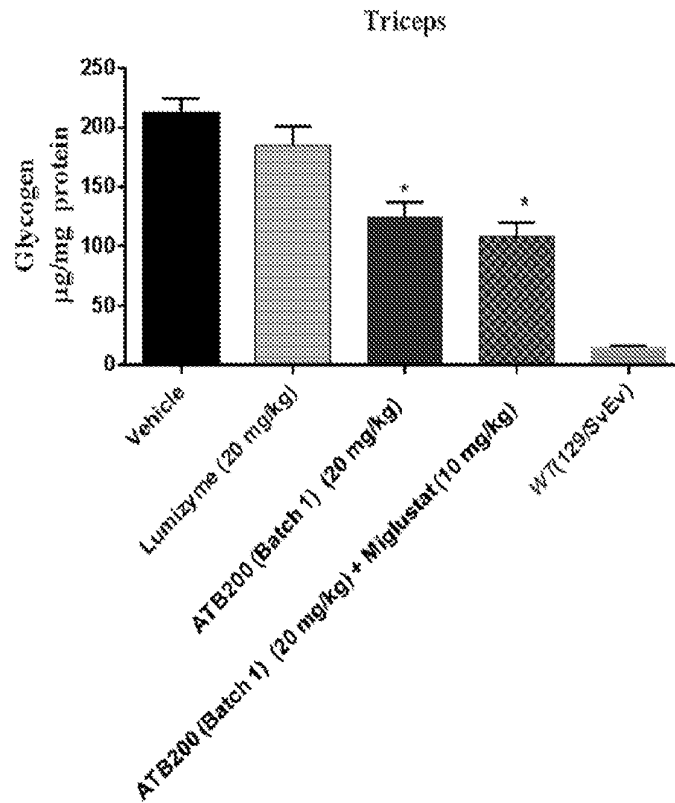 Triceps
Glycogen
µg/mg protein
250
200
150
100
50
0
*
*
Vehicle
Lumizyme (20 mg/kg)
ATB200 (Batch 1) (20 mg/kg)
ATB200 (Batch 1) (20 mg/kg) + Miglustat (10 mg/kg)
WT(129/SvEv)